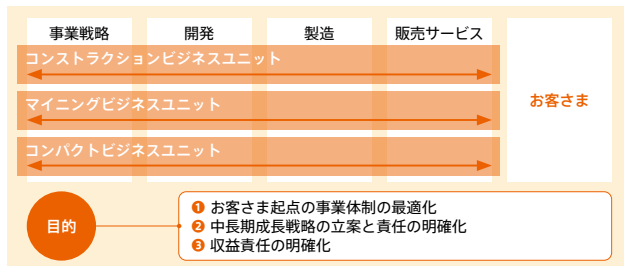 事業戦略 開発 製造 販売サービス
コンストラクションビジネスユニット
マイニングビジネスユニット
お客さま
コンパクトビジネスユニット
目的
❶ お客さま起点の事業体制の最適化
❷ 中長期成長戦略の立案と責任の明確化
❸ 収益責任の明確化